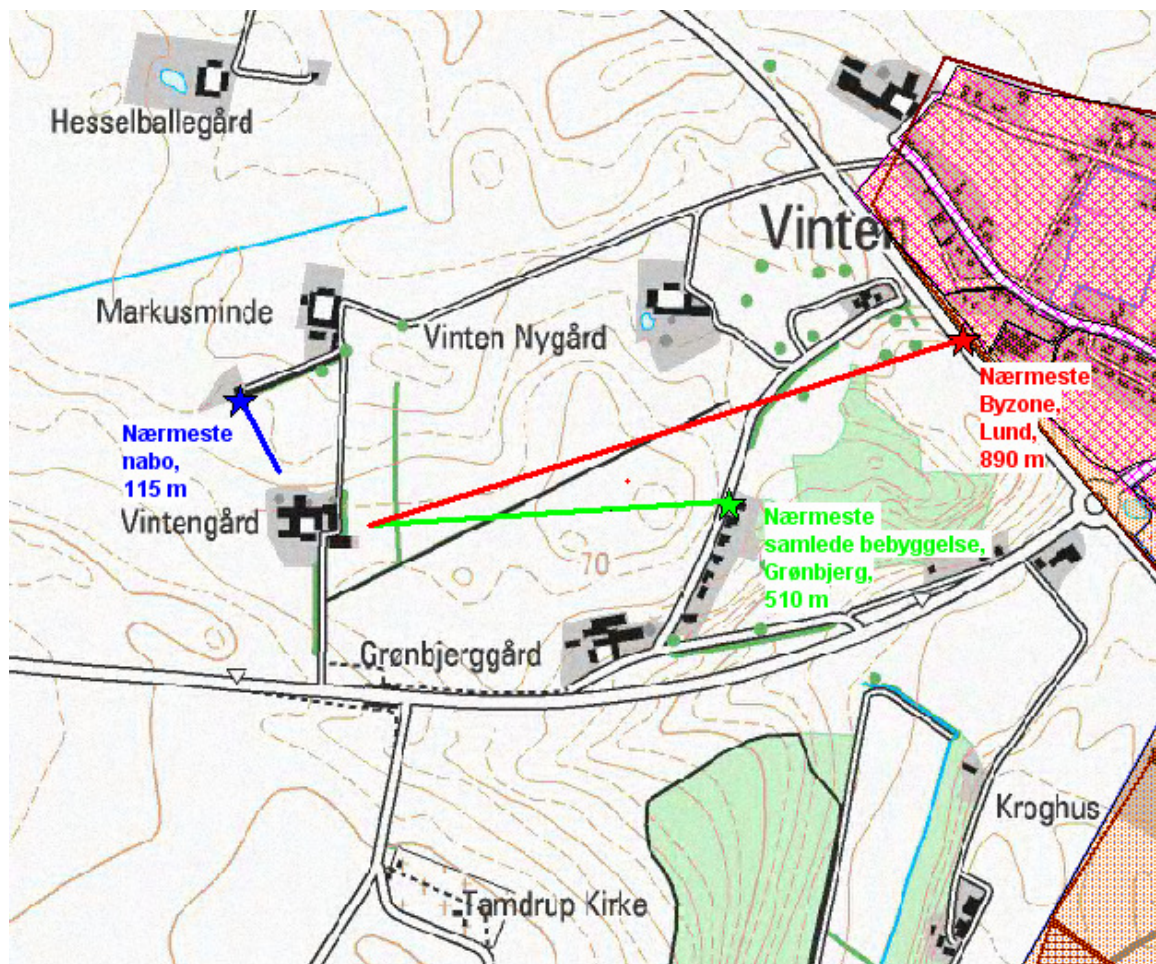 Hesselballegård
Vinten
Markusminde
Vinten Nygård
Nærmeste
Byzone,
Lund,
890 m
Nærmeste
nabo,
115 m
Vintengård
Nærmeste
samlede bebyggelse,
Grønbjerg,
510 m
70
Grønbjerggård
Kroghus
Tamdrup Kirke